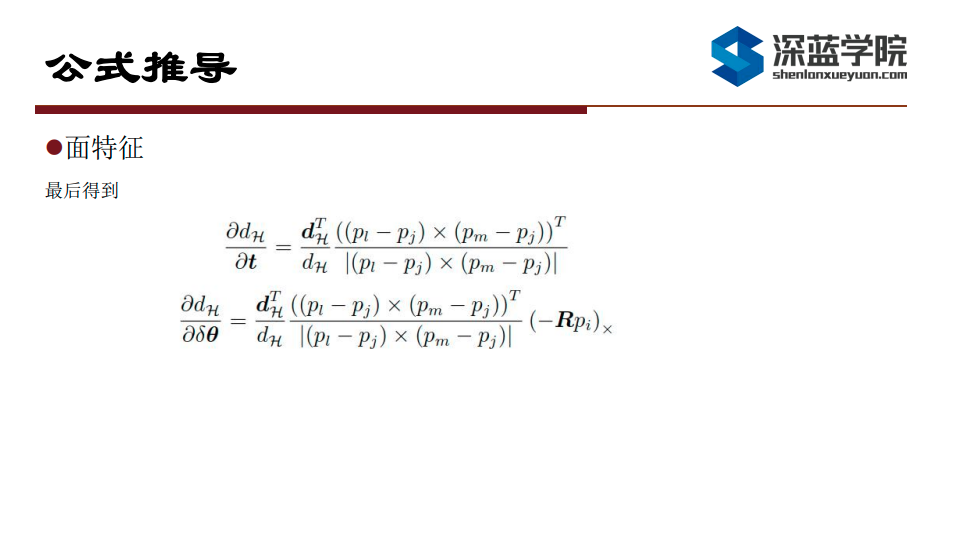 公式推导
深蓝学院
shenlanxueyuan.com
●面特征
最后得到
\frac{\partial d_{\mathcal{H}}}{\partial \boldsymbol{t}} = \frac{\boldsymbol{d}_{\mathcal{H}}^T}{d_{\mathcal{H}}} \frac{((p_l - p_j) \times (p_m - p_j))^T}{|(p_l - p_j) \times (p_m - p_j)|}
\frac{\partial d_{\mathcal{H}}}{\partial \delta \boldsymbol{\theta}} = \frac{\boldsymbol{d}_{\mathcal{H}}^T}{d_{\mathcal{H}}} \frac{((p_l - p_j) \times (p_m - p_j))^T}{|(p_l - p_j) \times (p_m - p_j)|} (-\boldsymbol{R}p_i)_\times